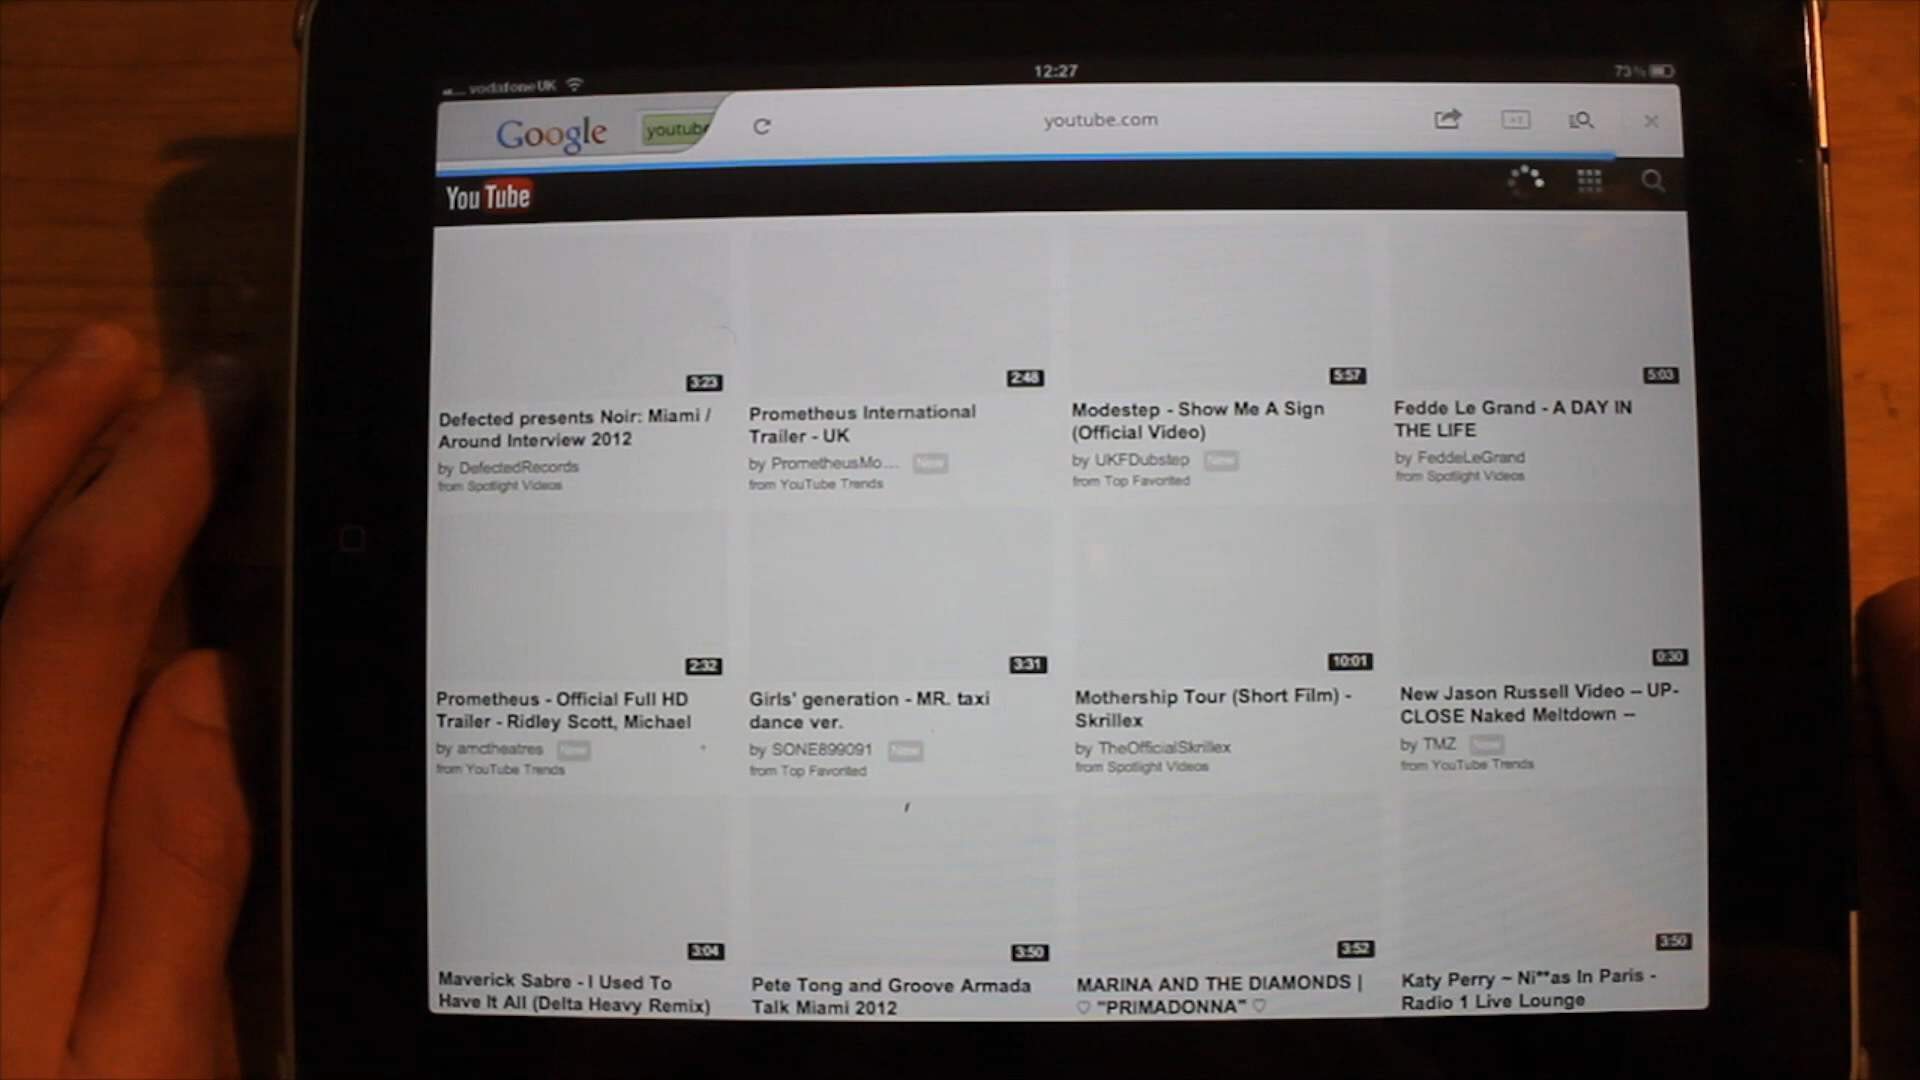 vodafone UK
12:27
73%
Google
youtube
youtube.com
YouTube
3:23
2:48
5:57
5:03
Defected presents Noir: Miami /
Around Interview 2012
by DefectedRecords
from Spotlight Videos
Prometheus International
Trailer - UK
by PrometheusMo... New
from YouTube Trends
Modestep - Show Me A Sign
(Official Video)
by UKFDubstep New
from Top Favorited
Fedde Le Grand - A DAY IN
THE LIFE
by FeddeLeGrand
from Spotlight Videos
2:32
3:31
10:01
0:30
Prometheus - Official Full HD
Trailer - Ridley Scott, Michael
by amctheatres New
from YouTube Trends
Girls' generation - MR. taxi
dance ver.
by SONE899091 New
from Top Favorited
Mothership Tour (Short Film) -
Skrillex
by TheOfficialSkrillex
from Spotlight Videos
New Jason Russell Video -- UP-
CLOSE Naked Meltdown --
by TMZ New
from YouTube Trends
3:04
3:50
3:52
3:50
Maverick Sabre - I Used To
Have It All (Delta Heavy Remix)
Pete Tong and Groove Armada
Talk Miami 2012
MARINA AND THE DIAMONDS |
♡ "PRIMADONNA" ♡
Katy Perry ~ Ni**as In Paris -
Radio 1 Live Lounge